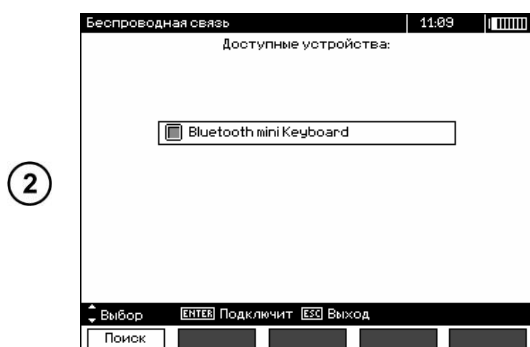 Беспроводная связь 11:09
Доступные устройства:
Bluetooth mini Keyboard
2
Выбор ENTER Подключит ESC Выход
Поиск